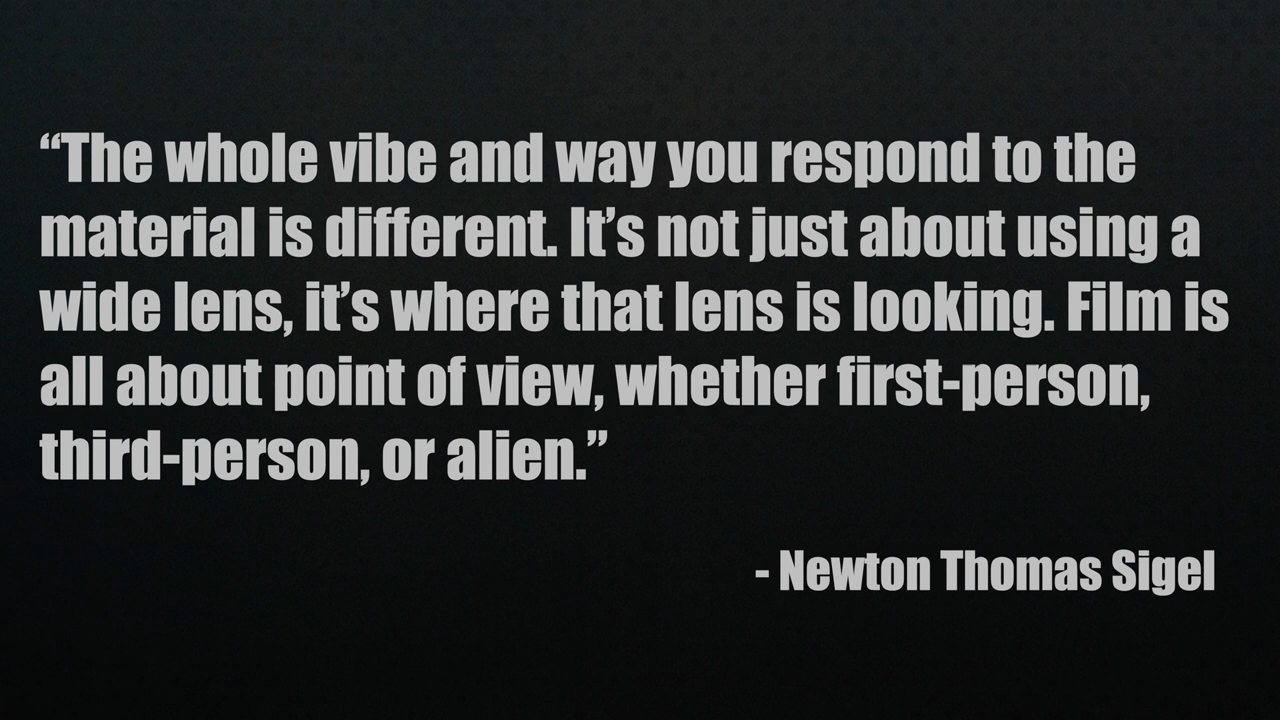 “The whole vibe and way you respond to the
material is different. It’s not just about using a
wide lens, it’s where that lens is looking. Film is
all about point of view, whether first-person,
third-person, or alien.”
- Newton Thomas Sigel